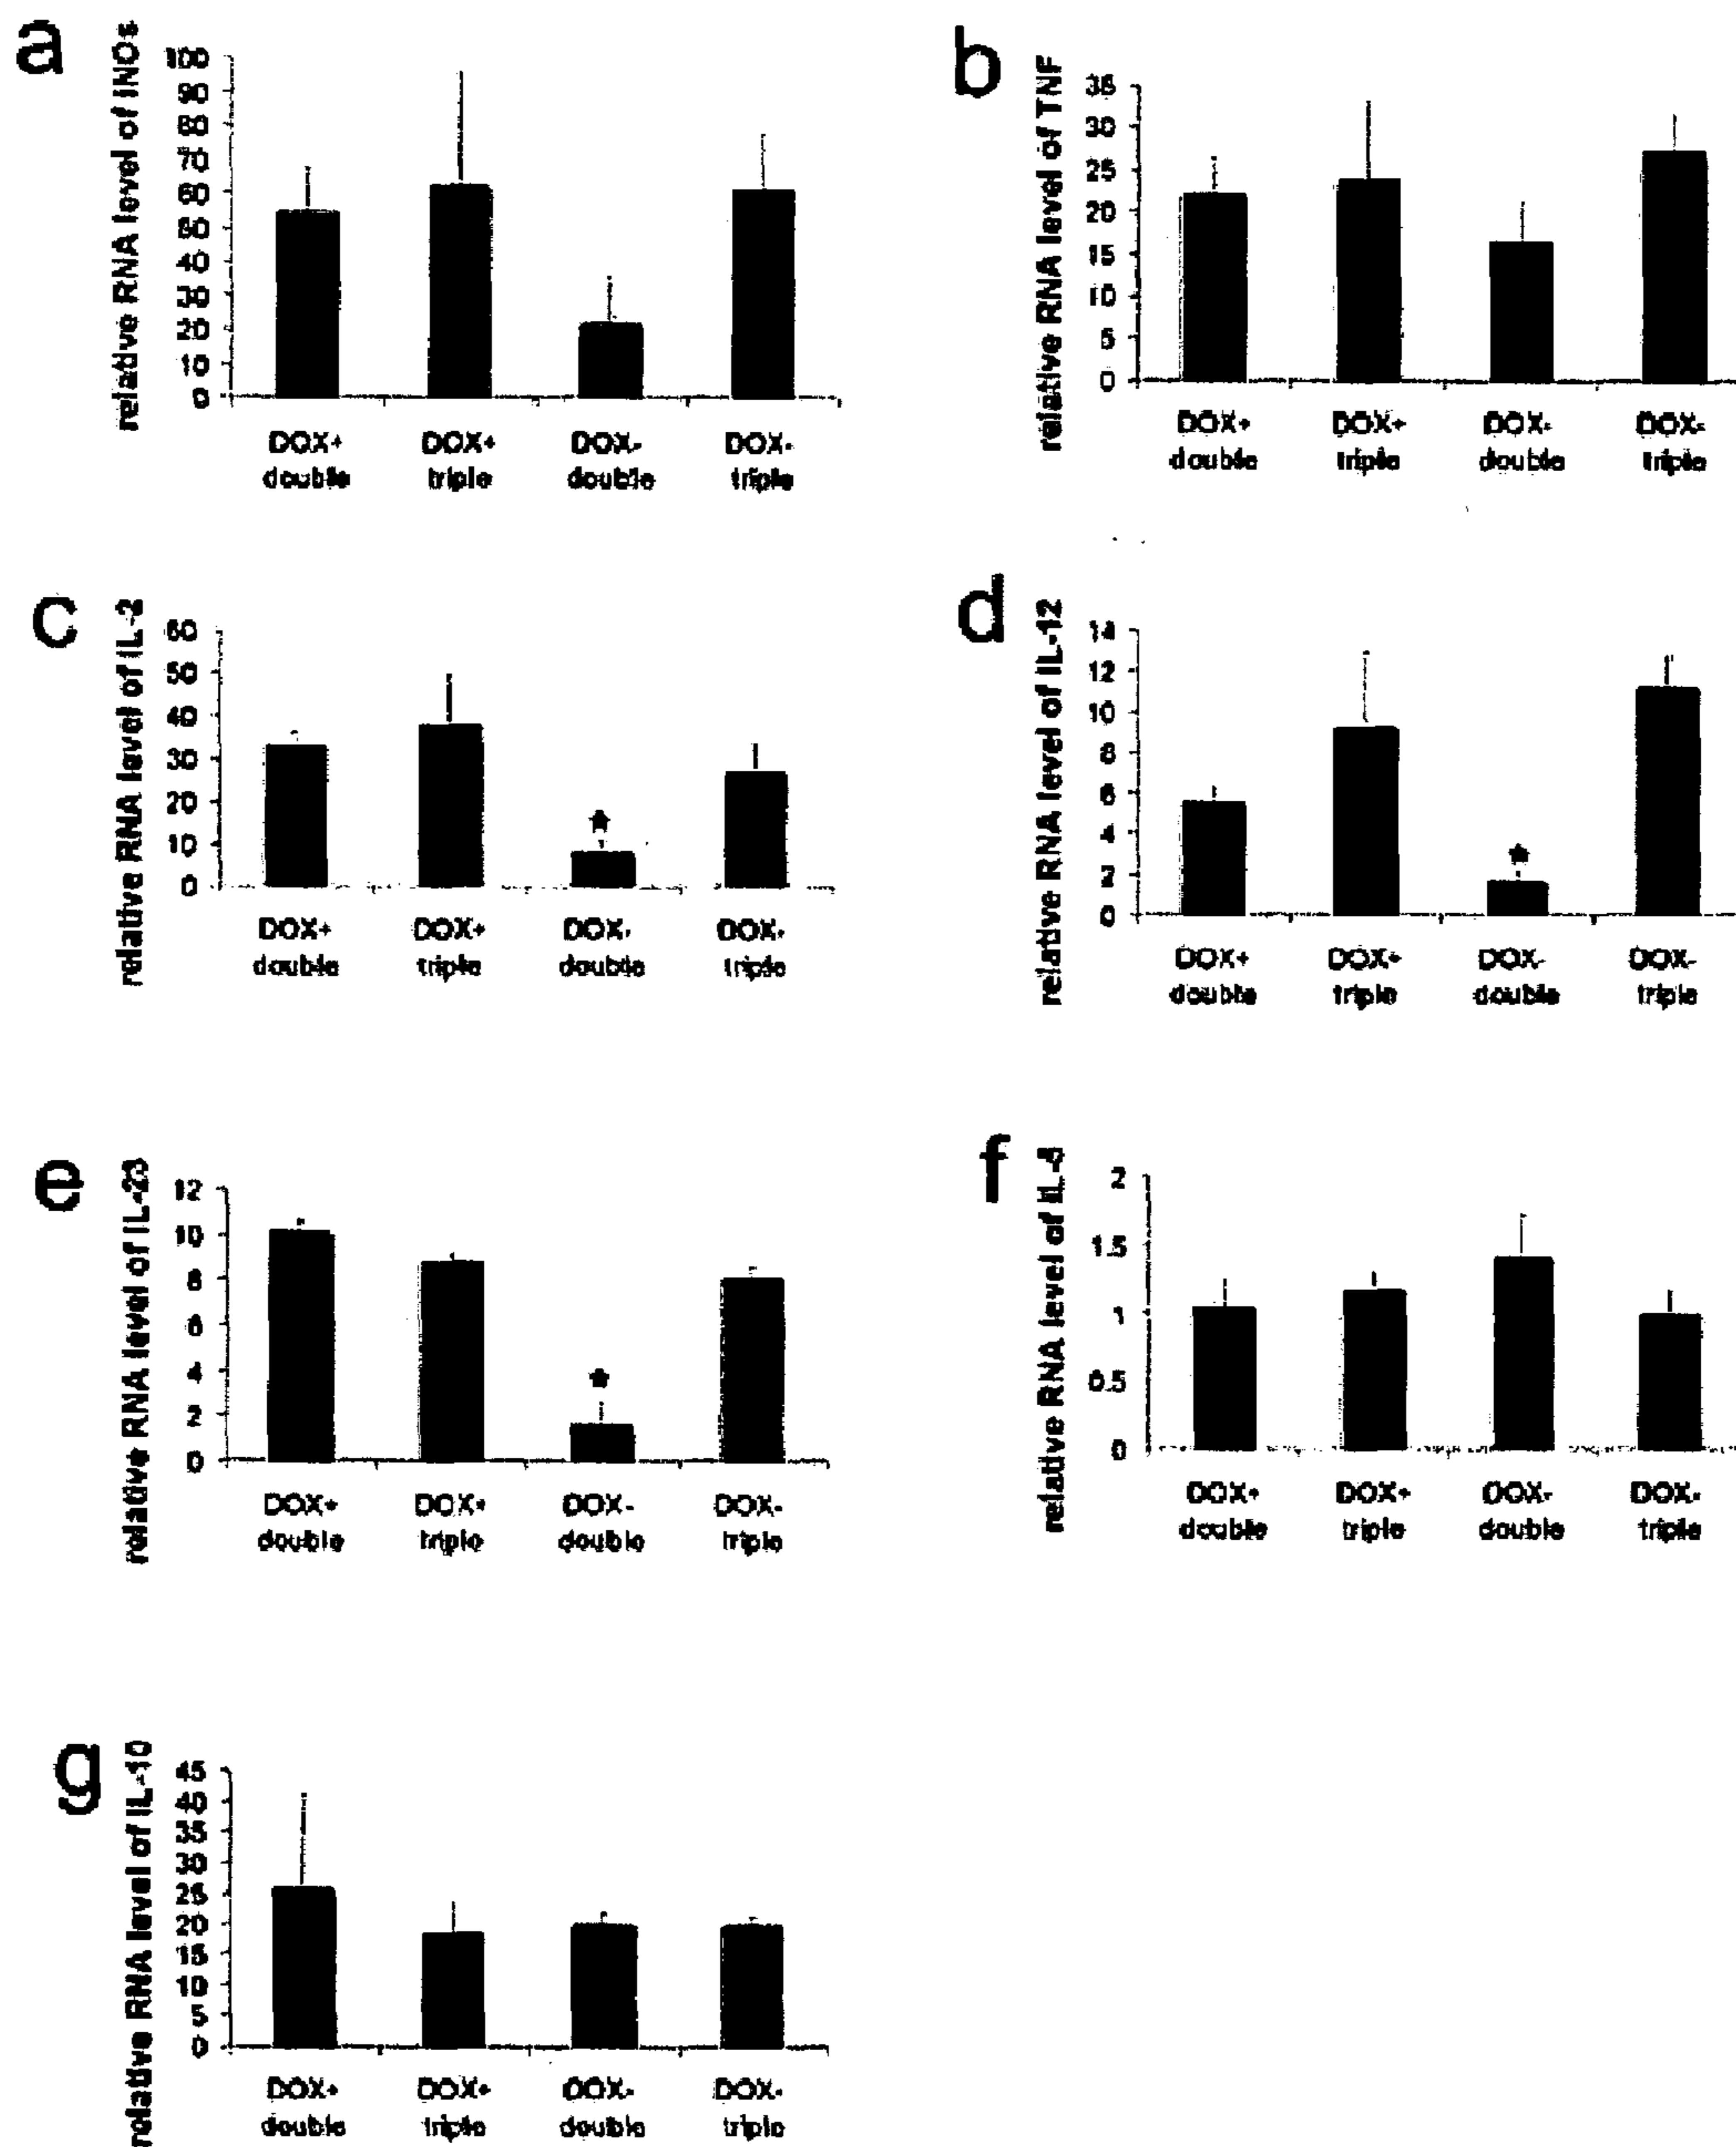 a
relative RNA level of INOs
100
90
80
70
60
50
40
30
20
10
0
DOX+ DOX+ DOX- DOX-
double triple double triple
b
relative RNA level of TNF
35
30
25
20
15
10
5
0
DOX+ DOX+ DOX- DOX-
double triple double triple
c
relative RNA level of IL-2
60
50
40
30
20
10
0
DOX+ DOX+ DOX- DOX-
double triple double triple
d
relative RNA level of IL-12
14
12
10
8
6
4
2
0
DOX+ DOX+ DOX- DOX-
double triple double triple
e
relative RNA level of IL-23
12
10
8
6
4
2
0
DOX+ DOX+ DOX- DOX-
double triple double triple
f
relative RNA level of
2
1.5
1
0.5
0
DOX+ DOX+ DOX- DOX-
double triple double triple
g
relative RNA level of IL-10
45
40
35
30
25
20
15
10
5
0
DOX+ DOX+ DOX- DOX-
double triple double triple